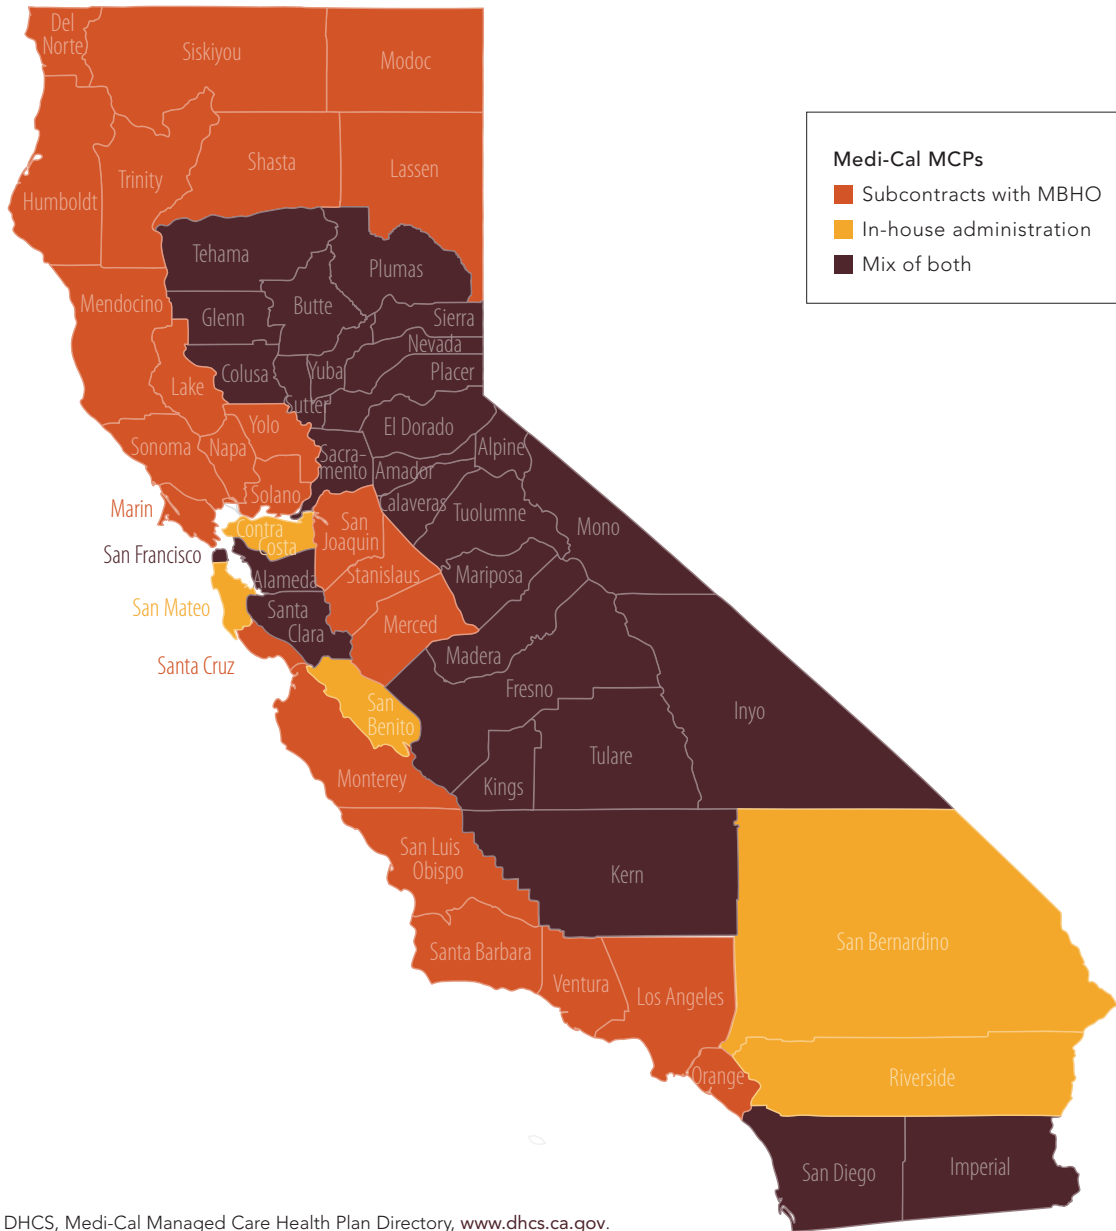 Del
Norte
Siskiyou
Modoc
Medi-Cal MCPs
Subcontracts with MBHO
In-house administration
Mix of both
Shasta
Lassen
Trinity
Humboldt
Tehama
Plumas
Mendocino
Butte
Glenn
Sierra
Nevada
Colusa
Yuba
Placer
Lake
utter
Yolo
El Dorado
Sonoma
Napa
Alpine
Sacra-
mento
Amador
Solano
Calaveras
Marin
Tuolumne
San
Joaquin
Mono
Contra
Costa
San Francisco
Alameda
Stanislaus
Mariposa
San Mateo
Santa
Clara
Merced
Santa Cruz
Madera
Fresno
San
Benito
Inyo
Tulare
Monterey
Kings
San Luis
Obispo
Kern
San Bernardino
Santa Barbara
Ventura
Los Angeles
Orange
Riverside
San Diego
Imperial
DHCS, Medi-Cal Managed Care Health Plan Directory, www.dhcs.ca.gov.